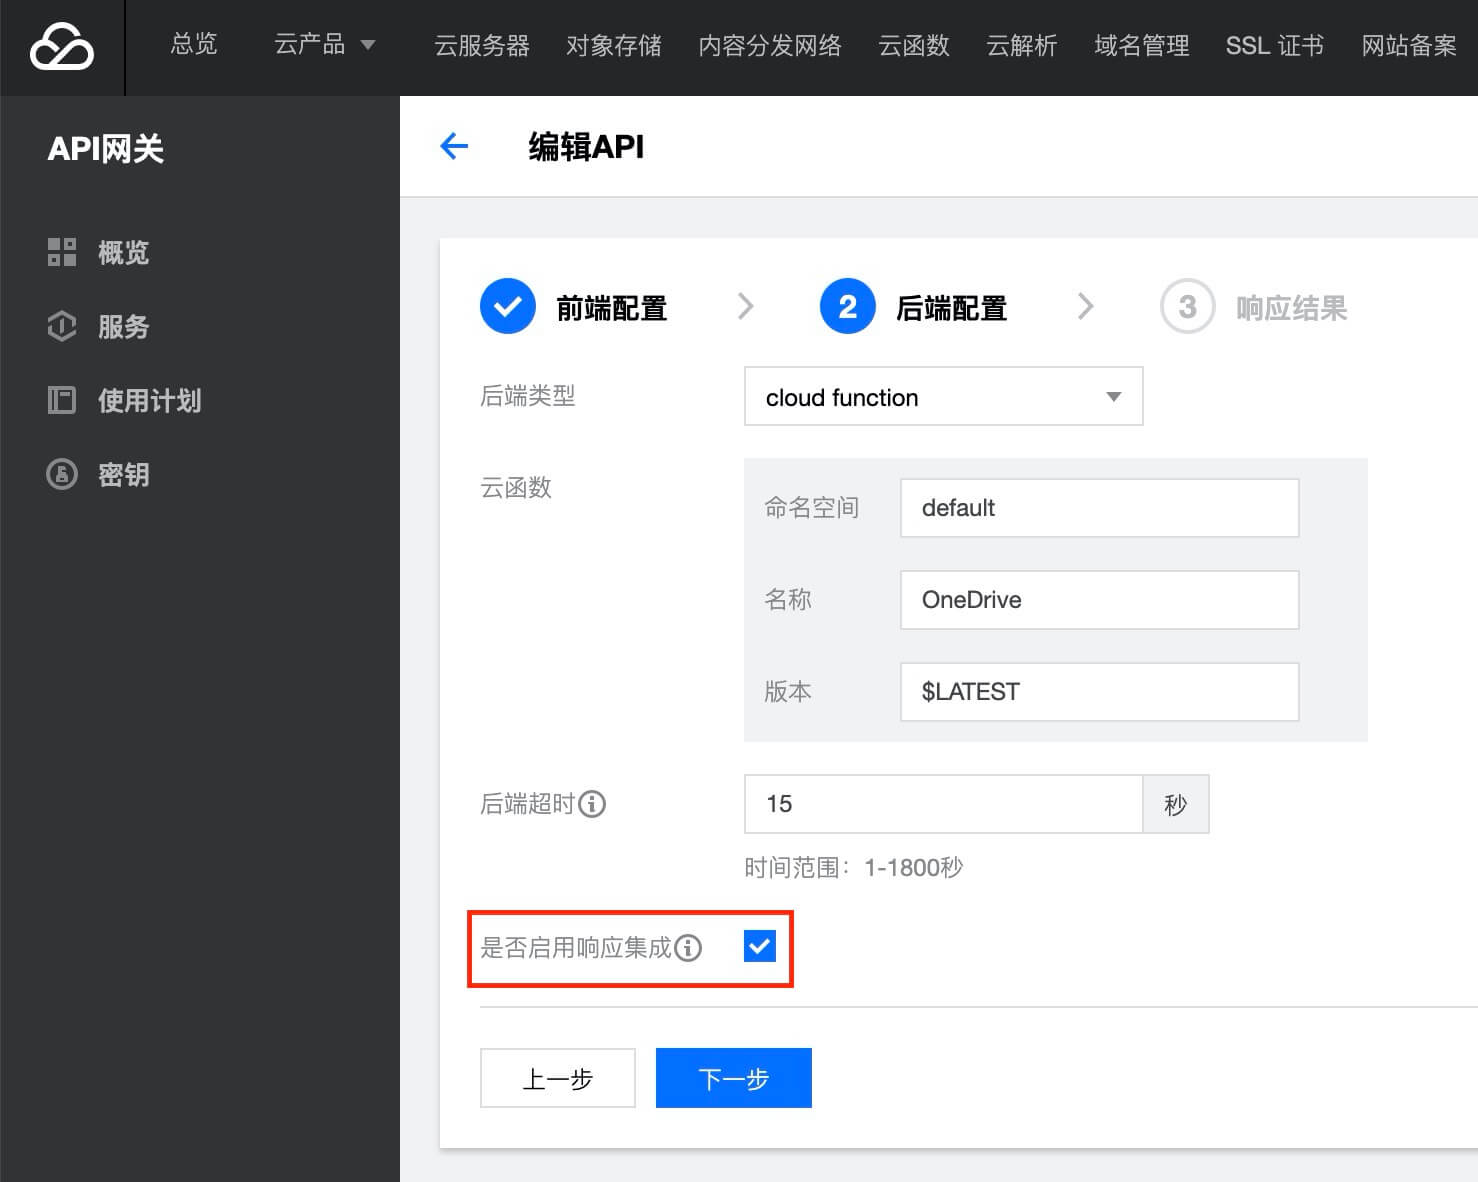 总览 云产品 云服务器 对象存储 内容分发网络 云函数 云解析 域名管理 SSL 证书 网站备案
API网关
概览
服务
使用计划
密钥
编辑API
前端配置 2 后端配置 3 响应结果
后端类型 cloud function
云函数
命名空间 default
名称 OneDrive
版本 $LATEST
后端超时 15 秒
时间范围：1-1800秒
是否启用响应集成
上一步 下一步